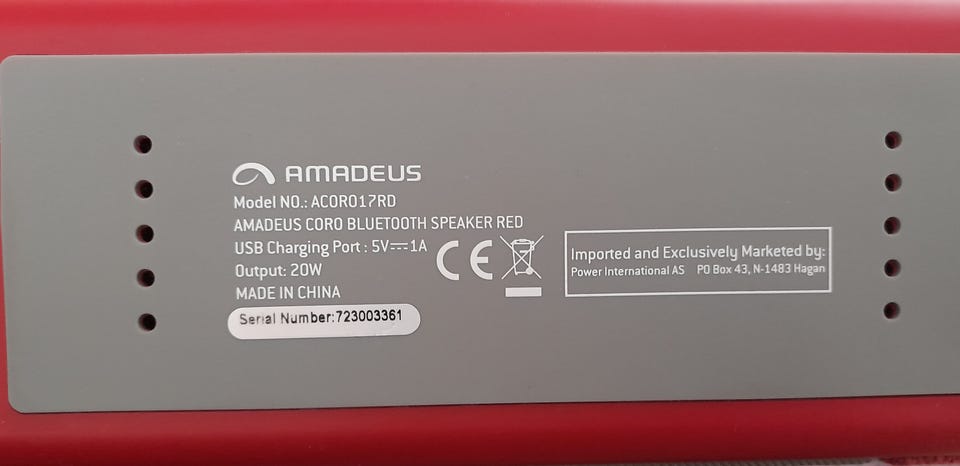 AMADEUS
Model NO.: ACORO17RD
AMADEUS CORO BLUETOOTH SPEAKER RED
USB Charging Port : 5V⎓1A
Output: 20W
MADE IN CHINA
Serial Number:723003361
CE
Imported and Exclusively Marketed by:
Power International AS PO Box 43, N-1483 Hagan